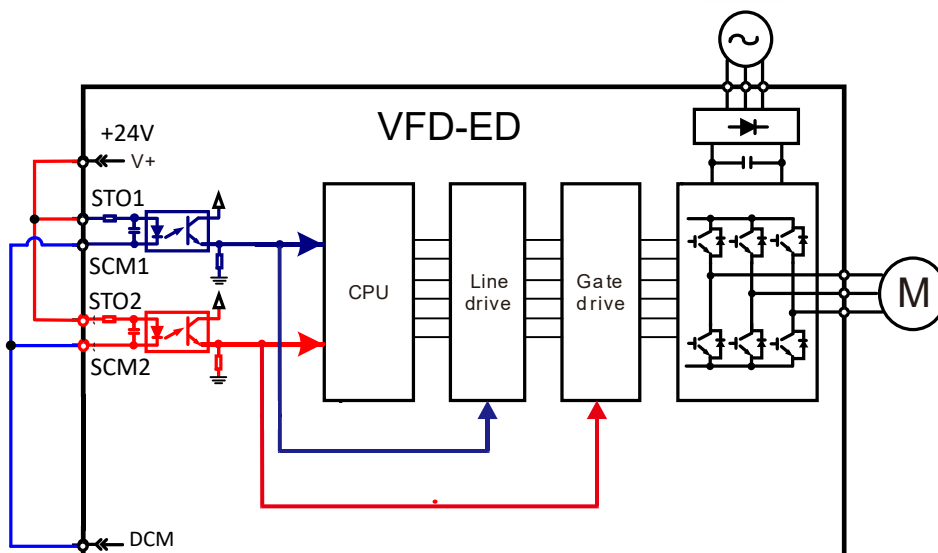 VFD-ED
+24V
V+
STO1
SCM1
STO2
SCM2
DCM
CPU
Line
drive
Gate
drive
M